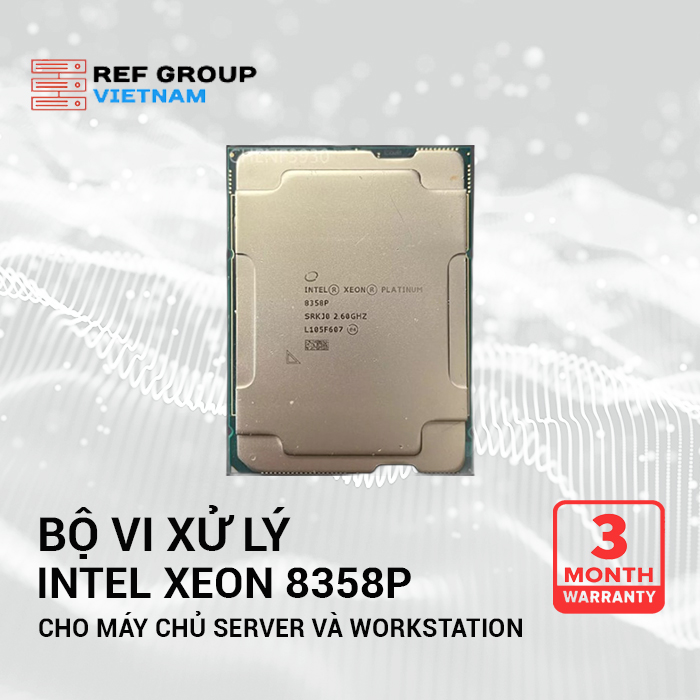 REF GROUP
VIETNAM
INTEL® XEON® PLATINUM
8358P
SRKJ0 2.60GHZ
L105F607
BỘ VI XỬ LÝ
INTEL XEON 8358P
CHO MÁY CHỦ SERVER VÀ WORKSTATION
3
MONTH
WARRANTY